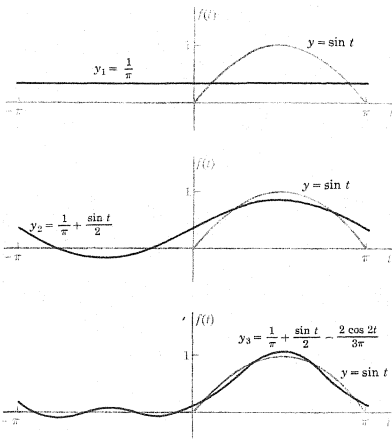 f(t)
y = sin t
1
y₁ = 1/π
− π
π
t
f(t)
y = sin t
1
y₂ = 1/π + sin t/2
− π
π
t
f(t)
y₃ = 1/π + sin t/2 − 2 cos 2t/3π
1
y = sin t
− π
π
t